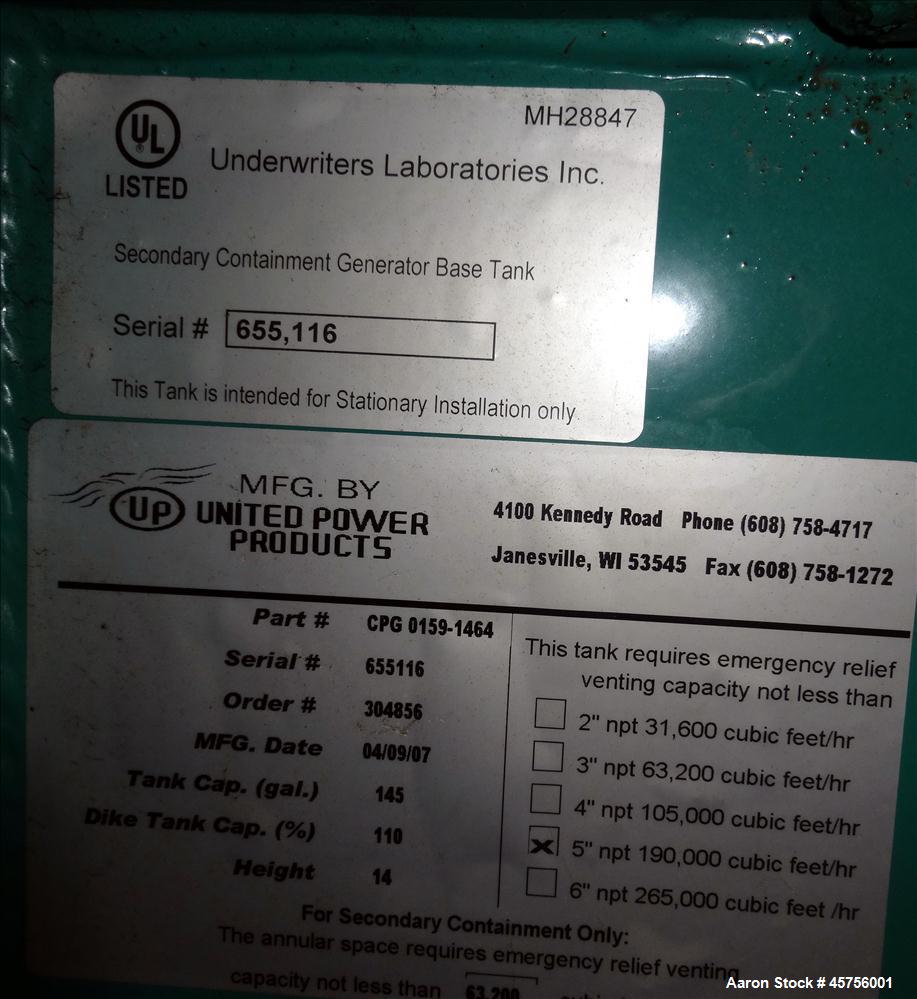 MH28847
UL
®
LISTED
Underwriters Laboratories Inc.
Secondary Containment Generator Base Tank
Serial # 655,116
This Tank is intended for Stationary Installation only
UP
MFG. BY
UNITED POWER
PRODUCTS
4100 Kennedy Road Phone (608) 758-4717
Janesville, WI 53545 Fax (608) 758-1272
Part # CPG 0159-1464
Serial # 655116
Order # 304856
MFG. Date 04/09/07
Tank Cap. (gal.) 145
Dike Tank Cap. (%) 110
Height 14
This tank requires emergency relief
venting capacity not less than
2" npt 31,600 cubic feet/hr
3" npt 63,200 cubic feet/hr
4" npt 105,000 cubic feet/hr
X 5" npt 190,000 cubic feet/hr
6" npt 265,000 cubic feet /hr
For Secondary Containment Only:
The annular space requires emergency relief venting
capacity not less than 63,200
Aaron Stock # 45756001